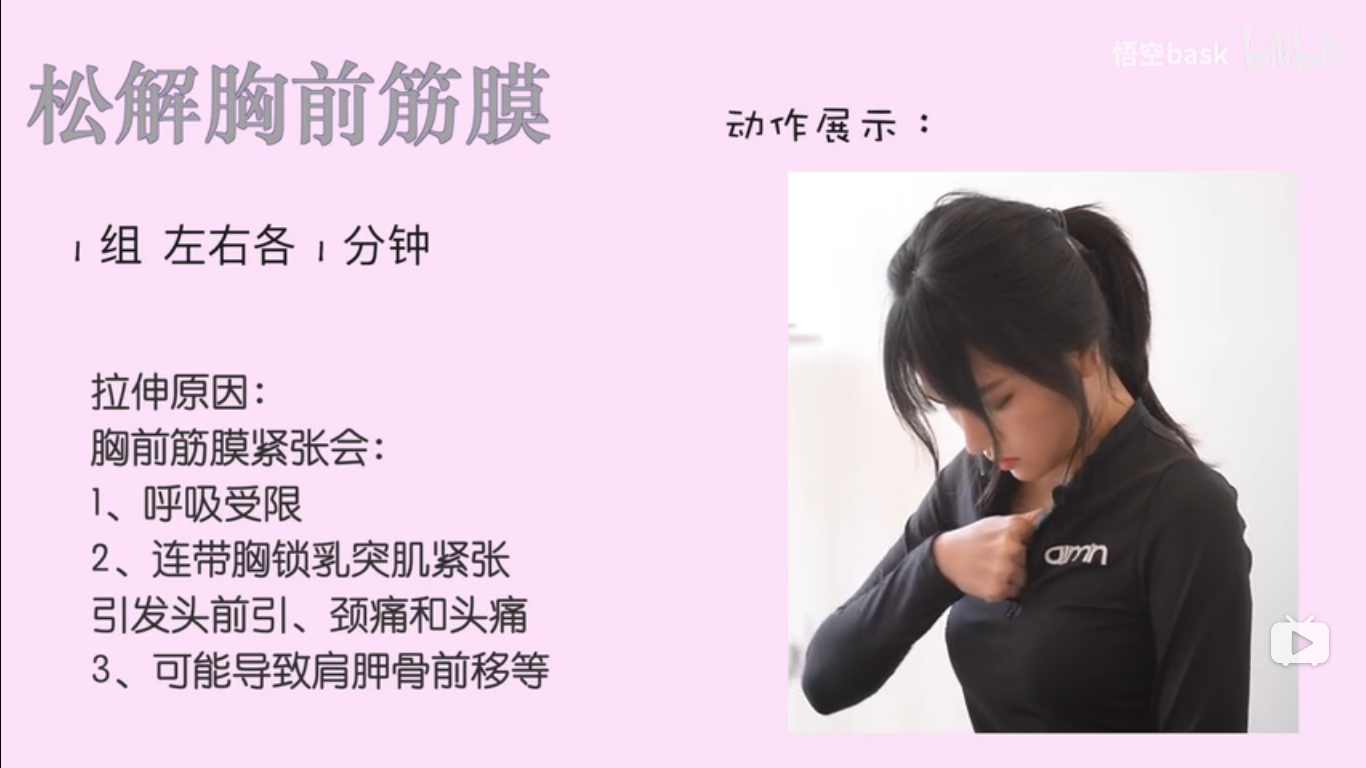 悟空bask bilibili
松解胸前筋膜
动作展示：
1 组 左右各 1 分钟
拉伸原因：
胸前筋膜紧张会：
1、呼吸受限
2、连带胸锁乳突肌紧张
引发头前引、颈痛和头痛
3、可能导致肩胛骨前移等